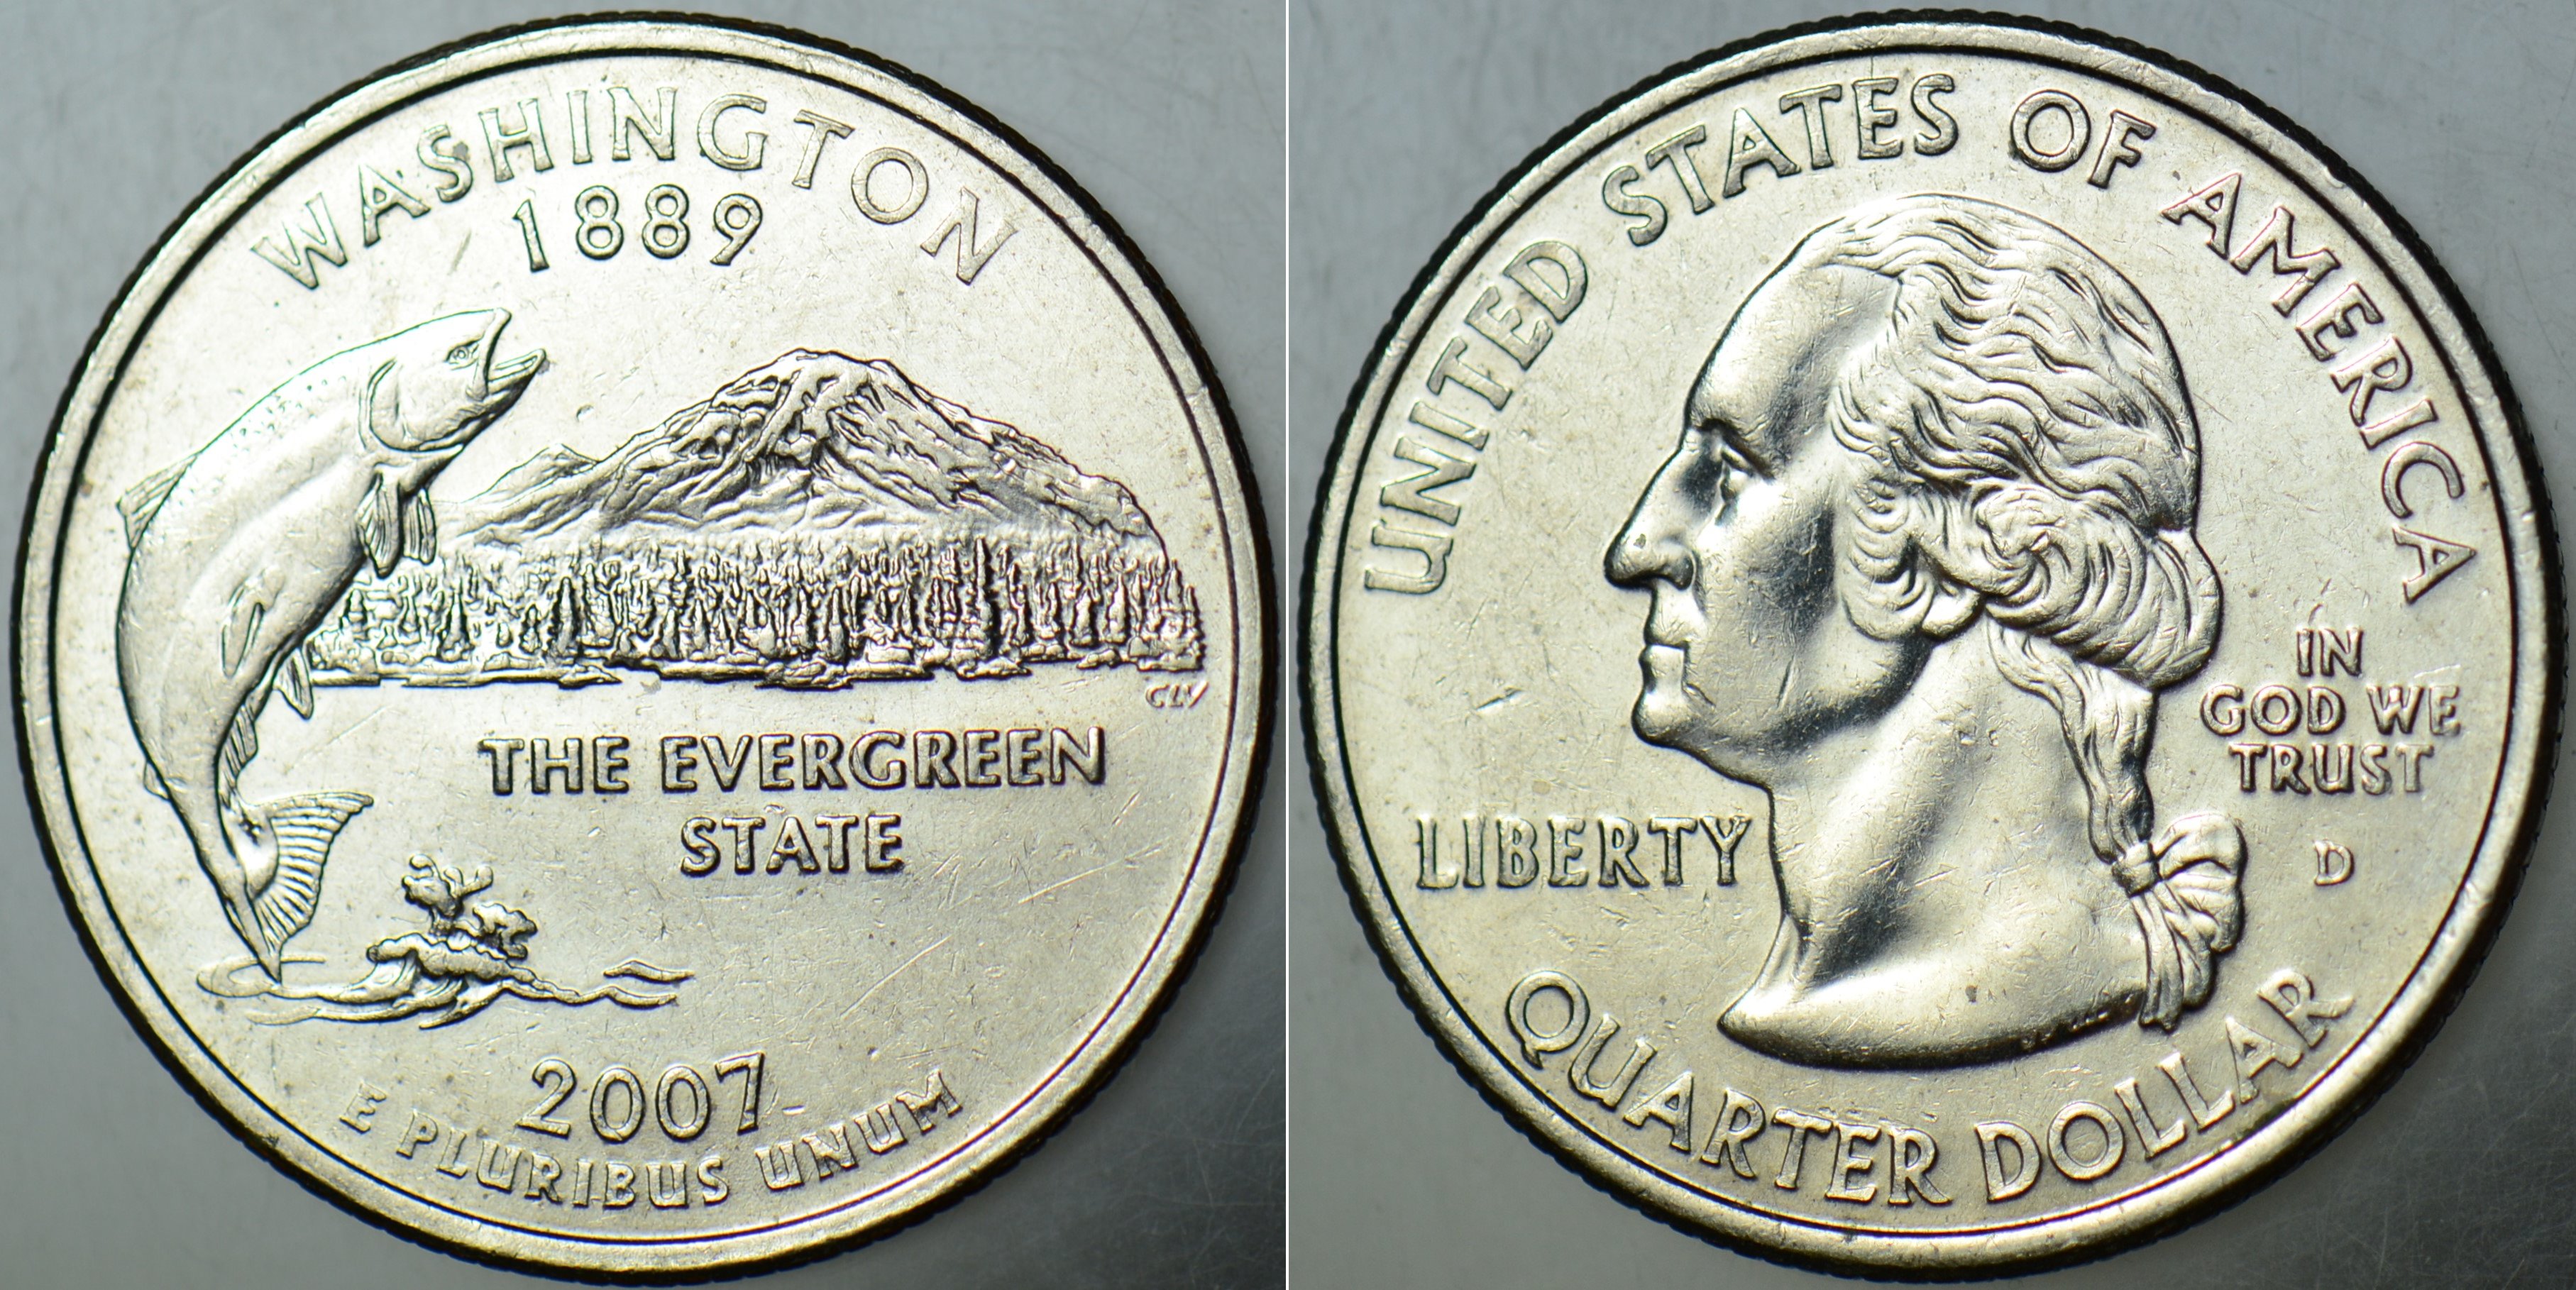 WASHINGTON
1889
CLV
THE EVERGREEN
STATE
2007
E PLURIBUS UNUM
UNITED STATES OF AMERICA
IN
GOD WE
TRUST
LIBERTY
D
QUARTER DOLLAR